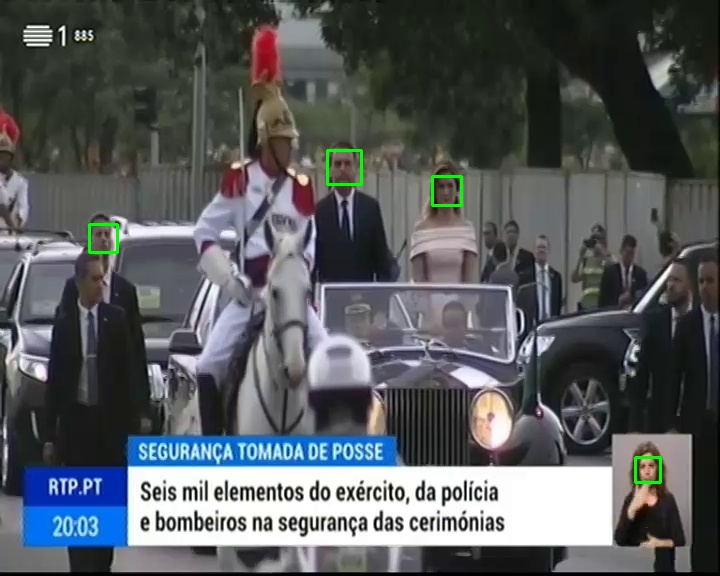 1 885
SEGURANÇA TOMADA DE POSSE
RTP.PT
Seis mil elementos do exército, da polícia
20:03
e bombeiros na segurança das cerimónias